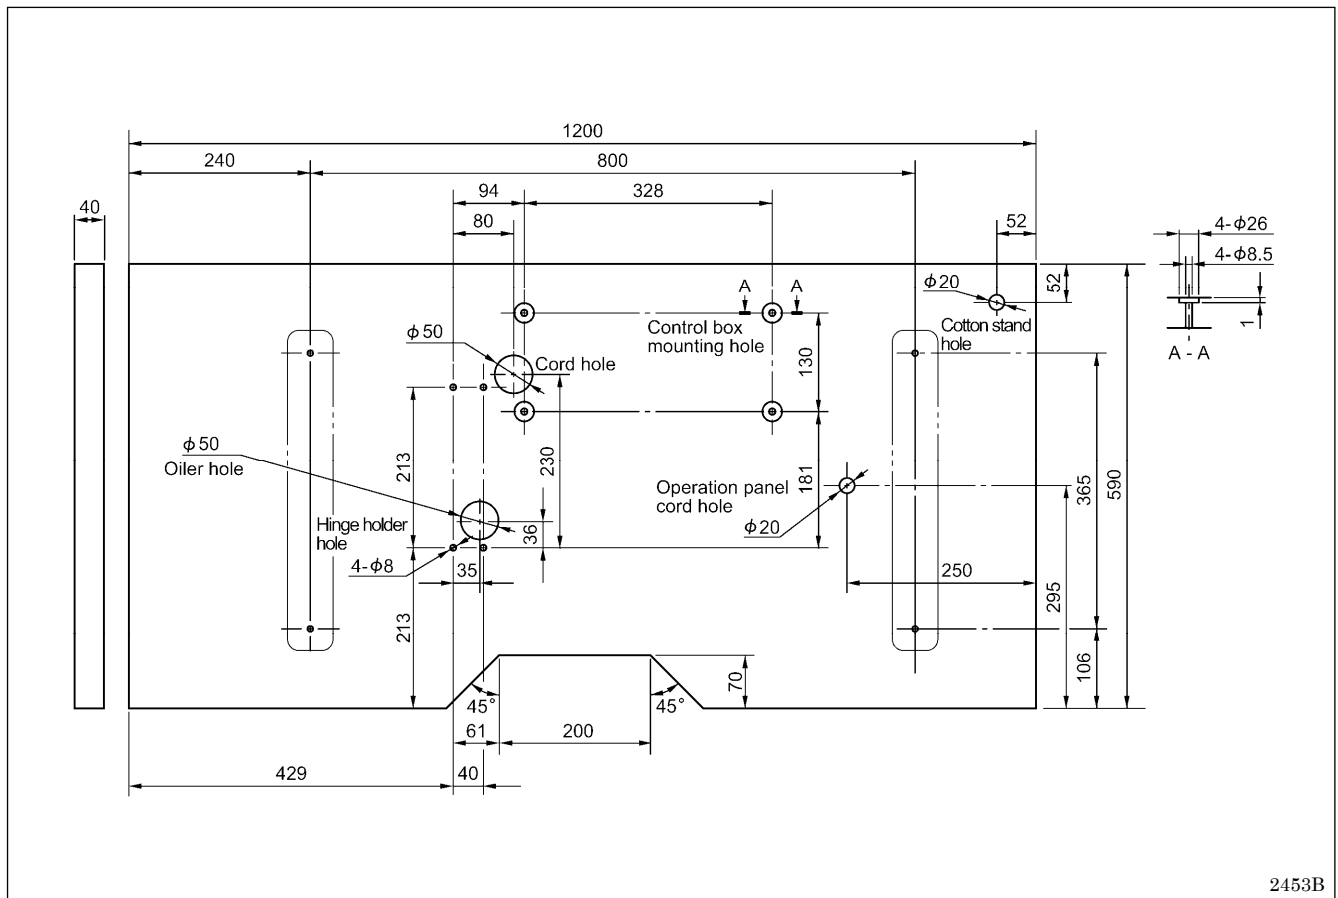 1200
240
800
94
328
40
80
52
4-φ26
4-φ8.5
52
φ20
A
A
1
Cotton stand
hole
Control box
mounting hole
φ50
A - A
Cord hole
130
φ50
Oiler hole
213
230
181
365
590
Operation panel
cord hole
Hinge holder
hole
36
φ20
4-φ8
35
250
295
213
106
70
45°
45°
61
200
429
40
2453B